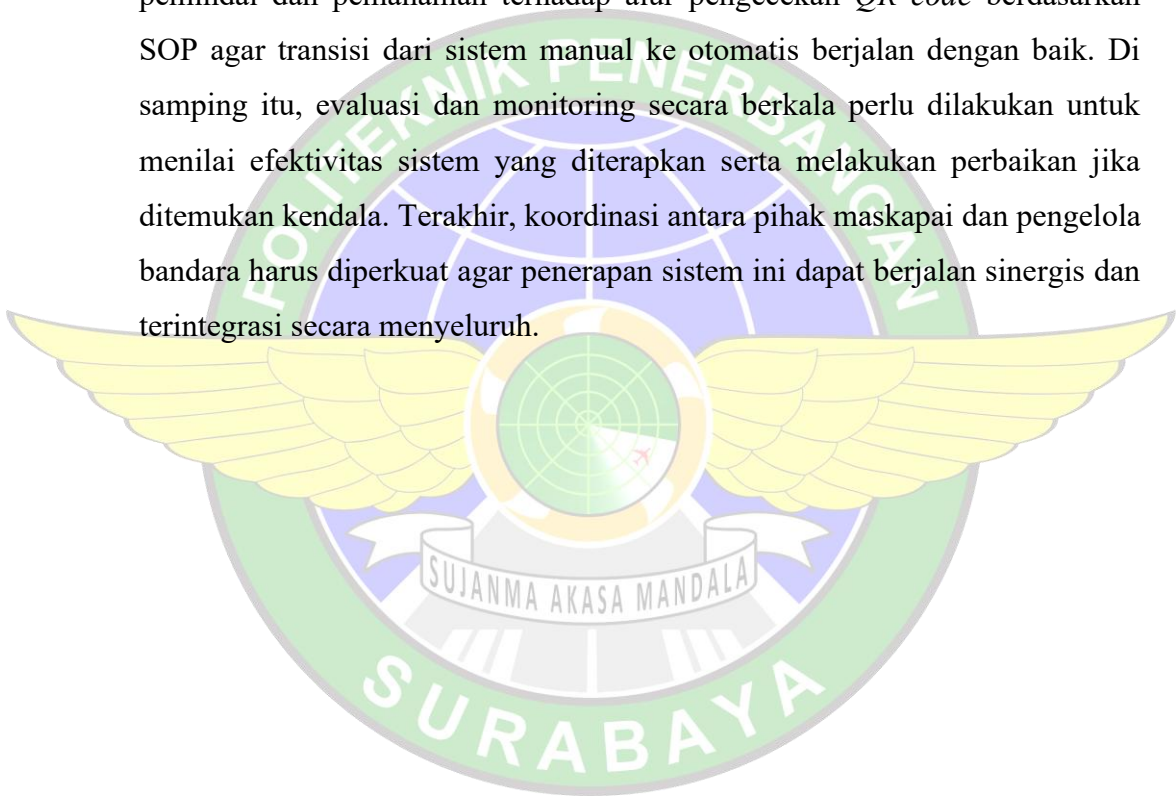 SOP agar transisi dari sistem manual ke otomatis berjalan dengan baik. Di
samping itu, evaluasi dan monitoring secara berkala perlu dilakukan untuk
menilai efektivitas sistem yang diterapkan serta melakukan perbaikan jika
ditemukan kendala. Terakhir, koordinasi antara pihak maskapai dan pengelola
bandara harus diperkuat agar penerapan sistem ini dapat berjalan sinergis dan
terintegrasi secara menyeluruh.
POLITEKNIK PENERBANGAN
SUJANMA AKASA MANDALA
SURABAYA